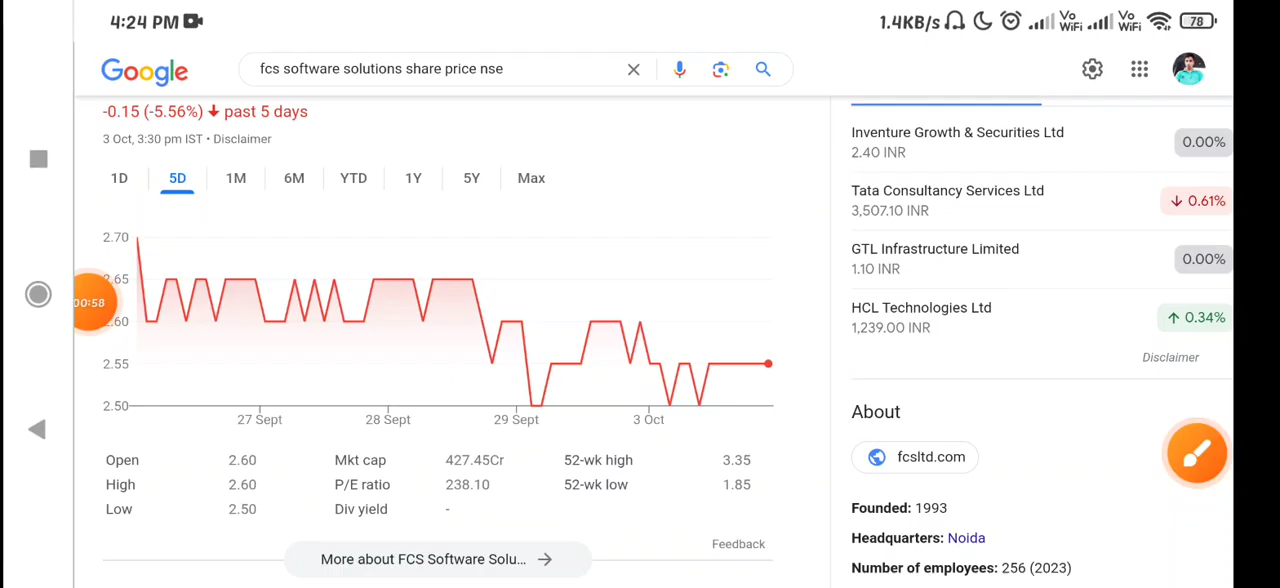 4:24 PM
1.4KB/s Vo WiFi Vo WiFi 78
Google
fcs software solutions share price nse
-0.15 (-5.56%) ↓ past 5 days
3 Oct, 3:30 pm IST • Disclaimer
1D 5D 1M 6M YTD 1Y 5Y Max
2.70
2.65
2.60
2.55
2.50
00:58
27 Sept 28 Sept 29 Sept 3 Oct
Open 2.60 Mkt cap 427.45Cr 52-wk high 3.35
High 2.60 P/E ratio 238.10 52-wk low 1.85
Low 2.50 Div yield -
Feedback
More about FCS Software Solu... →
Inventure Growth & Securities Ltd
2.40 INR
0.00%
Tata Consultancy Services Ltd
3,507.10 INR
↓ 0.61%
GTL Infrastructure Limited
1.10 INR
0.00%
HCL Technologies Ltd
1,239.00 INR
↑ 0.34%
Disclaimer
About
fcsltd.com
Founded: 1993
Headquarters: Noida
Number of employees: 256 (2023)